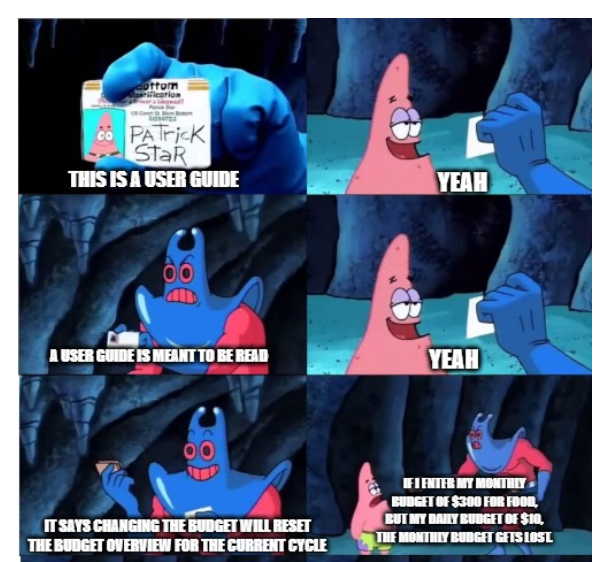 Bottom
Identification
PATricK
StaR
THIS IS A USER GUIDE
YEAH
A USER GUIDE IS MEANT TO BE READ
YEAH
IT SAYS CHANGING THE BUDGET WILL RESET
THE BUDGET OVERVIEW FOR THE CURRENT CYCLE
IF I ENTER MY MONTHLY
BUDGET OF $300 FOR FOOD,
BUT MY DAILY BUDGET OF $10,
THE MONTHLY BUDGET GETS LOST.